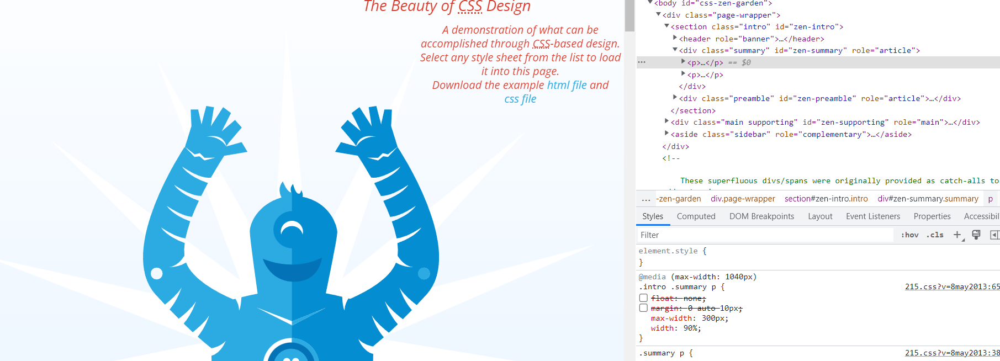 The Beauty of CSS Design
A demonstration of what can be
accomplished through CSS-based design.
Select any style sheet from the list to load
it into this page.
Download the example html file and
css file
<body id="css-zen-garden">
<div class="page-wrapper">
<section class="intro" id="zen-intro">
<header role="banner">…</header>
<div class="summary" id="zen-summary" role="article">
<p>…</p> == $0
<p>…</p>
</div>
<div class="preamble" id="zen-preamble" role="article">…</div>
</section>
<div class="main supporting" id="zen-supporting" role="main">…</div>
<aside class="sidebar" role="complementary">…</aside>
</div>
<!--
These superfluous divs/spans were originally provided as catch-alls to
... -zen-garden div.page-wrapper section#zen-intro.intro div#zen-summary.summary p
Styles Computed DOM Breakpoints Layout Event Listeners Properties Accessibil
Filter :hov .cls +
element.style {
}
@media (max-width: 1040px)
.intro .summary p { 215.css?v=8may2013:65
float: none;
margin: 0 auto 10px;
max-width: 300px;
width: 90%;
}
.summary p { 215.css?v=8may2013:38